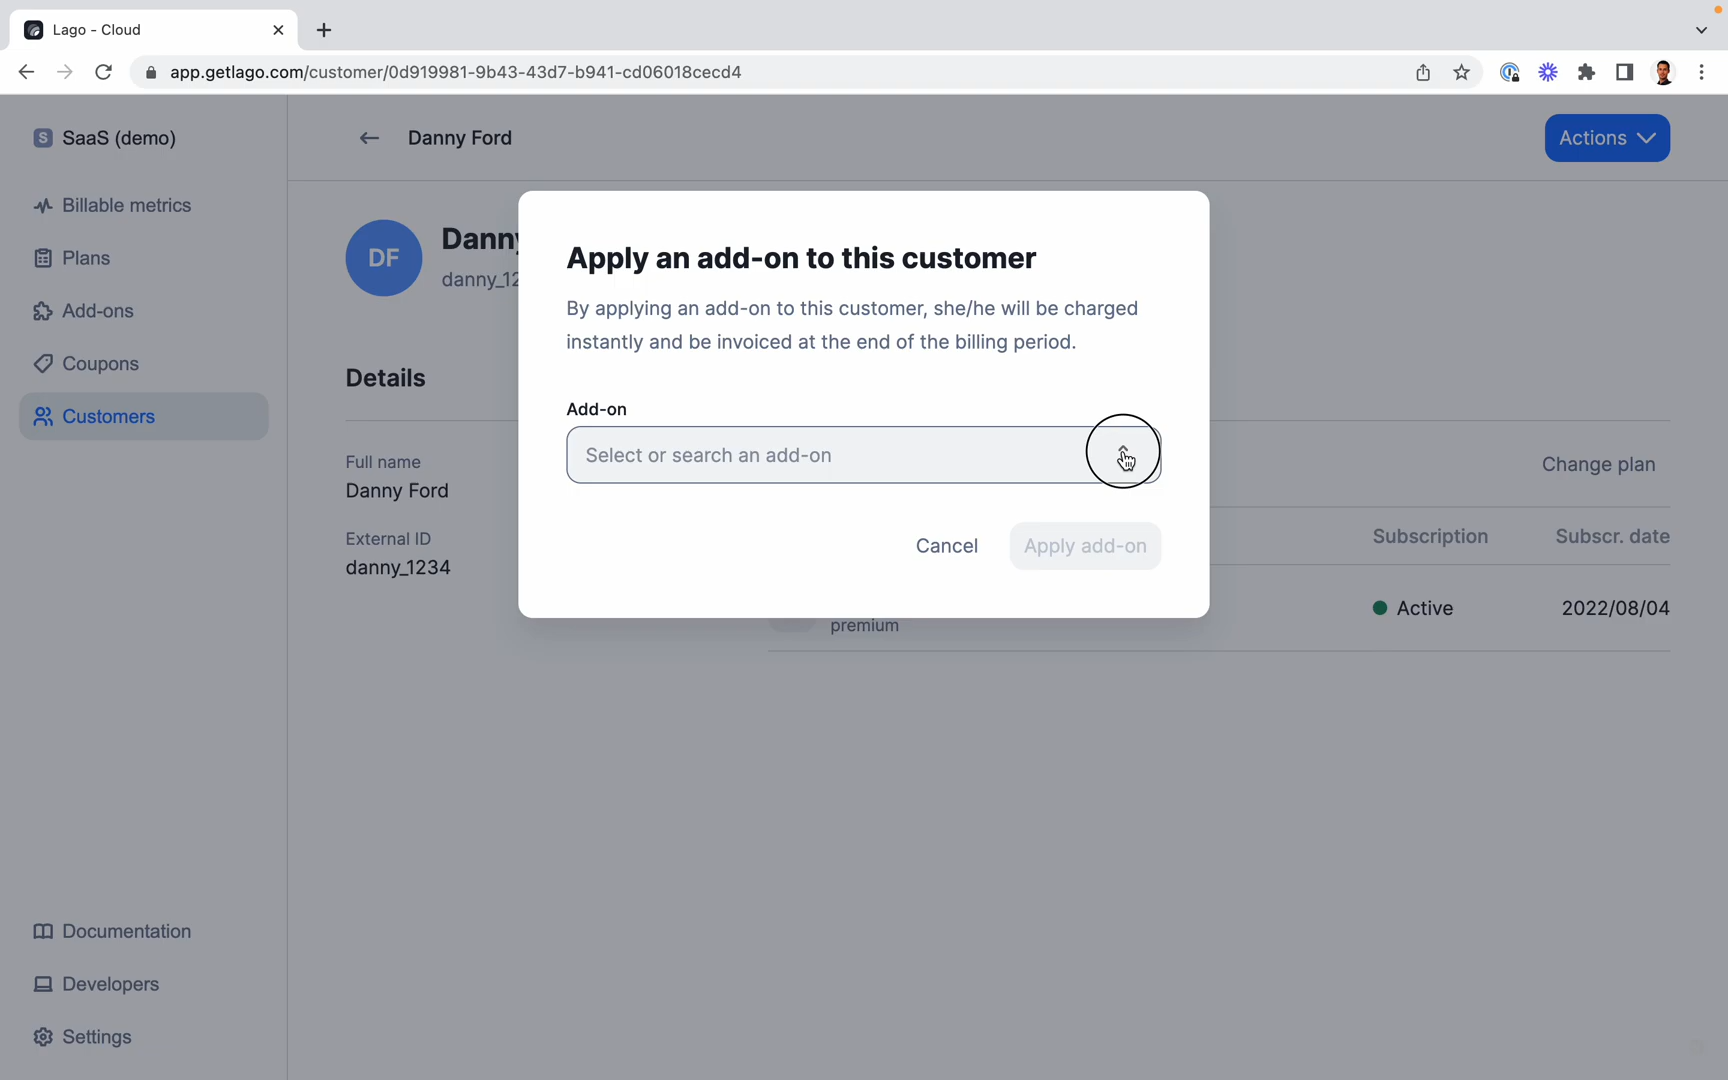 Lago - Cloud
app.getlago.com/customer/0d919981-9b43-43d7-b941-cd06018cecd4
S SaaS (demo)
Danny Ford
Actions
Billable metrics
Plans
Add-ons
Coupons
Customers
DF
Danny
danny_12
Details
Full name
Danny Ford
External ID
danny_1234
Apply an add-on to this customer
By applying an add-on to this customer, she/he will be charged
instantly and be invoiced at the end of the billing period.
Add-on
Select or search an add-on
Cancel
Apply add-on
Change plan
Subscription
Subscr. date
premium
Active
2022/08/04
Documentation
Developers
Settings